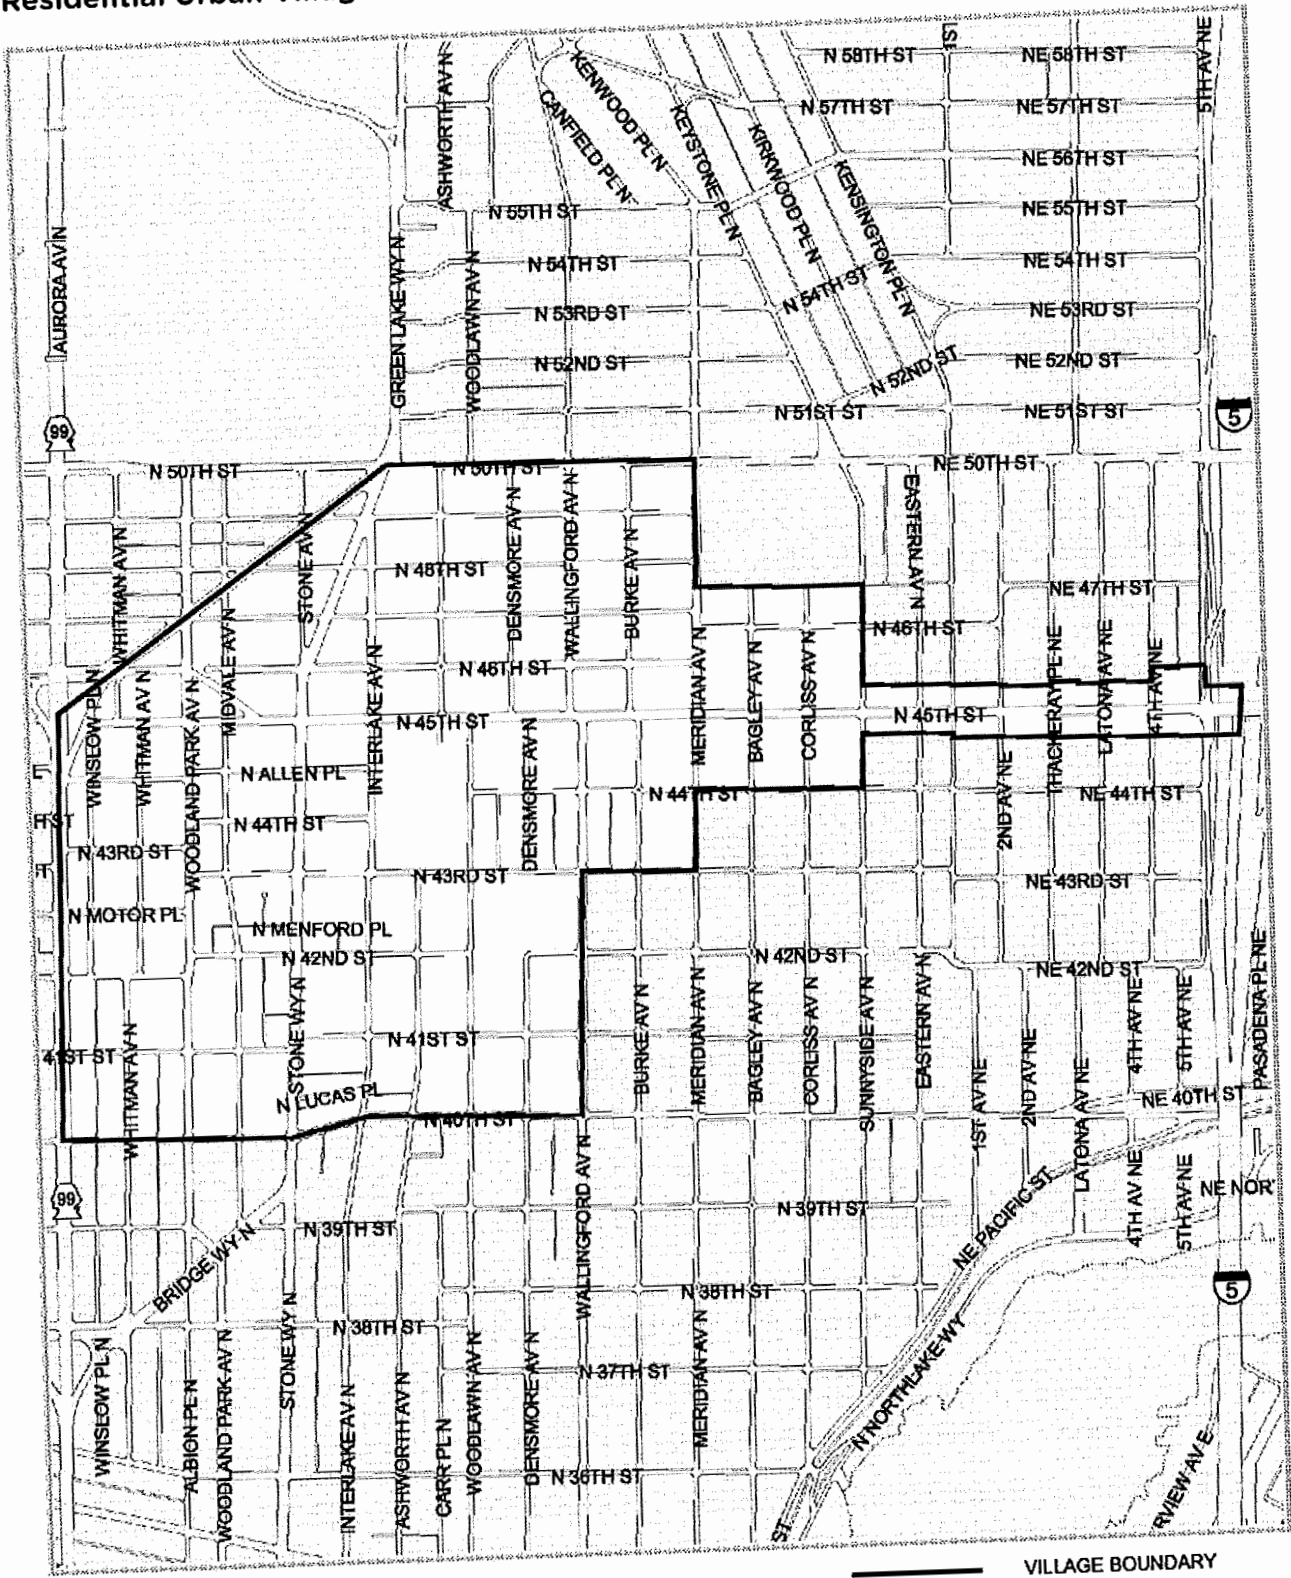 Residential Urban Villag
N 58TH ST
1ST
NE 58TH ST
5TH AV NE
ASHWORTH AV N
KENWOOD PL N
CANFIELD PL N
KEYSTONE PL N
KIRKWOOD PL N
KENSINGTON PL N
N 57TH ST
NE 57TH ST
NE 56TH ST
N 55TH ST
NE 55TH ST
AURORA AV N
GREEN LAKE WY N
WOODLAWN AV N
N 54TH ST
N 54TH ST
NE 54TH ST
N 53RD ST
NE 53RD ST
N 52ND ST
N 52ND ST
NE 52ND ST
N 51ST ST
NE 51ST ST
5
99
N 50TH ST
N 50TH ST
NE 50TH ST
WHITMAN AV N
STONE AV N
DENSMORE AV N
WALLINGFORD AV N
BURKE AV N
EASTERN AV N
N 48TH ST
NE 47TH ST
MIDVALE AV N
INTERLAKE AV N
N 46TH ST
N 46TH ST
MERIDIAN AV N
BAGLEY AV N
CORLISS AV N
THACKERAY PL NE
LATONA AV NE
4TH AV NE
WINSLOW PL N
WHITMAN AV N
WOODLAND PARK AV N
N 45TH ST
N 45TH ST
DENSMORE AV N
E
N ALLEN PL
2ND AV NE
N 44TH ST
NE 44TH ST
H ST
N 44TH ST
N 43RD ST
T
N 43RD ST
NE 43RD ST
N MOTOR PL
N MENFORD PL
N 42ND ST
N 42ND ST
NE 42ND ST
PASADENA PL NE
STONE WY N
BURKE AV N
MERIDIAN AV N
BAGLEY AV N
CORLISS AV N
SUNNYSIDE AV N
EASTERN AV N
4TH AV NE
5TH AV NE
41ST ST
WHITMAN AV N
N 41ST ST
1ST AV NE
2ND AV NE
LATONA AV NE
N LUCAS PL
NE 40TH ST
N 40TH ST
WALLINGFORD AV N
99
4TH AV NE
5TH AV NE
NE NOR
N 39TH ST
N 39TH ST
NE PACIFIC ST
BRIDGE WY N
5
N 38TH ST
N 38TH ST
STONE WY N
MERIDIAN AV N
N NORTHLAKE WY
WINSLOW PL N
ALBION PL N
WOODLAND PARK AV N
INTERLAKE AV N
ASHWORTH AV N
CARR PL N
WOODLAWN AV N
DENSMORE AV N
N 37TH ST
N 36TH ST
RVIEW AV E
ST
VILLAGE BOUNDARY